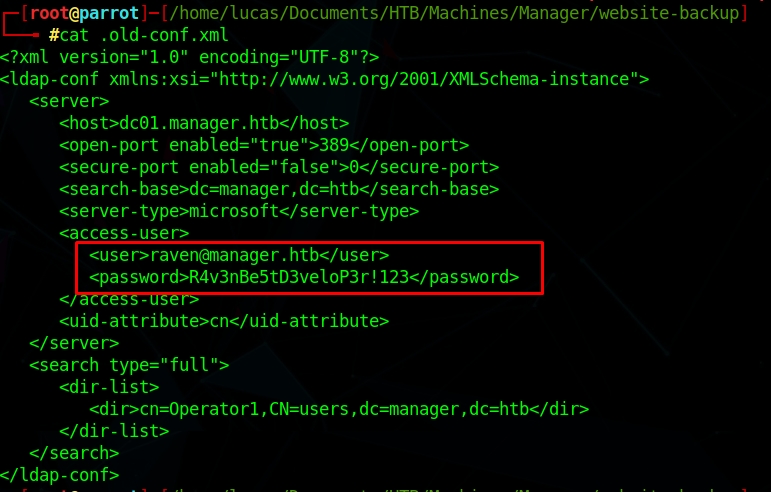 ┌─[root@parrot]─[/home/lucas/Documents/HTB/Machines/Manager/website-backup]
└──╼ #cat .old-conf.xml
<?xml version="1.0" encoding="UTF-8"?>
<ldap-conf xmlns:xsi="http://www.w3.org/2001/XMLSchema-instance">
   <server>
      <host>dc01.manager.htb</host>
      <open-port enabled="true">389</open-port>
      <secure-port enabled="false">0</secure-port>
      <search-base>dc=manager,dc=htb</search-base>
      <server-type>microsoft</server-type>
      <access-user>
         <user>raven@manager.htb</user>
         <password>R4v3nBe5tD3veloP3r!123</password>
      </access-user>
      <uid-attribute>cn</uid-attribute>
   </server>
   <search type="full">
      <dir-list>
         <dir>cn=Operator1,CN=users,dc=manager,dc=htb</dir>
      </dir-list>
   </search>
</ldap-conf>